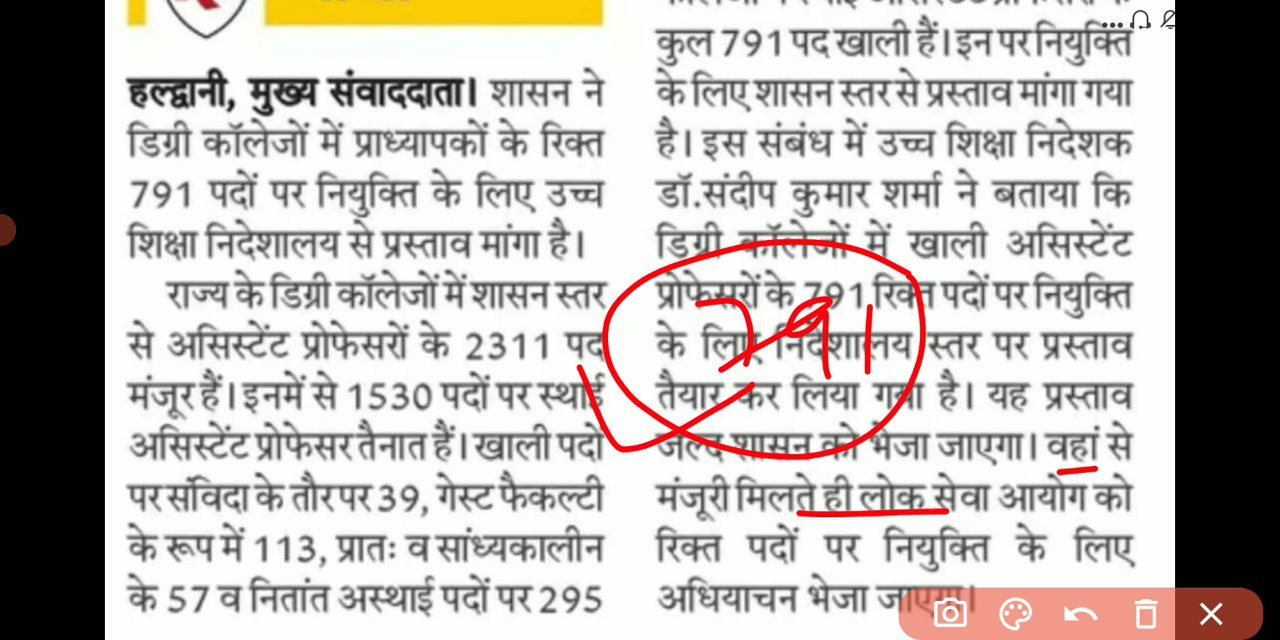 हल्द्वानी, मुख्य संवाददाता। शासन ने
डिग्री कॉलेजों में प्राध्यापकों के रिक्त
791 पदों पर नियुक्ति के लिए उच्च
शिक्षा निदेशालय से प्रस्ताव मांगा है।
राज्य के डिग्री कॉलेजों में शासन स्तर
से असिस्टेंट प्रोफेसरों के 2311 पद
मंजूर हैं। इनमें से 1530 पदों पर स्थाई
असिस्टेंट प्रोफेसर तैनात हैं। खाली पदों
पर संविदा के तौर पर 39, गेस्ट फैकल्टी
के रूप में 113, प्रातः व सांध्यकालीन
के 57 व नितांत अस्थाई पदों पर 295
कुल 791 पद खाली हैं। इन पर नियुक्ति
के लिए शासन स्तर से प्रस्ताव मांगा गया
है। इस संबंध में उच्च शिक्षा निदेशक
डॉ.संदीप कुमार शर्मा ने बताया कि
डिग्री कॉलेजों में खाली असिस्टेंट
प्रोफेसरों के 791 रिक्त पदों पर नियुक्ति
के लिए निदेशालय स्तर पर प्रस्ताव
तैयार कर लिया गया है। यह प्रस्ताव
जल्द शासन को भेजा जाएगा। वहां से
मंजूरी मिलते ही लोक सेवा आयोग को
रिक्त पदों पर नियुक्ति के लिए
अधियाचन भेजा जाएगा।
791